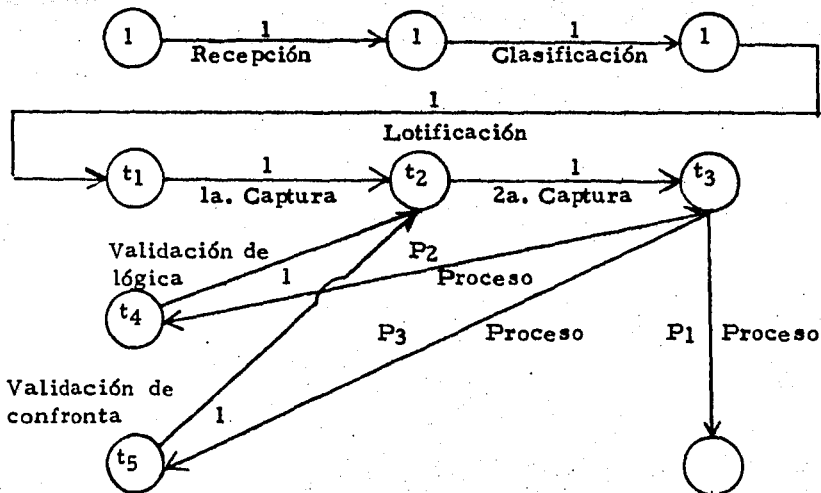 1
1
1
1
1
Recepción
Clasificación
1
Lotificación
t1
1
t2
1
t3
1a. Captura
2a. Captura
Validación de
lógica
P2
1
Proceso
t4
P3
Proceso
P1
Proceso
Validación de
confronta
1
t5